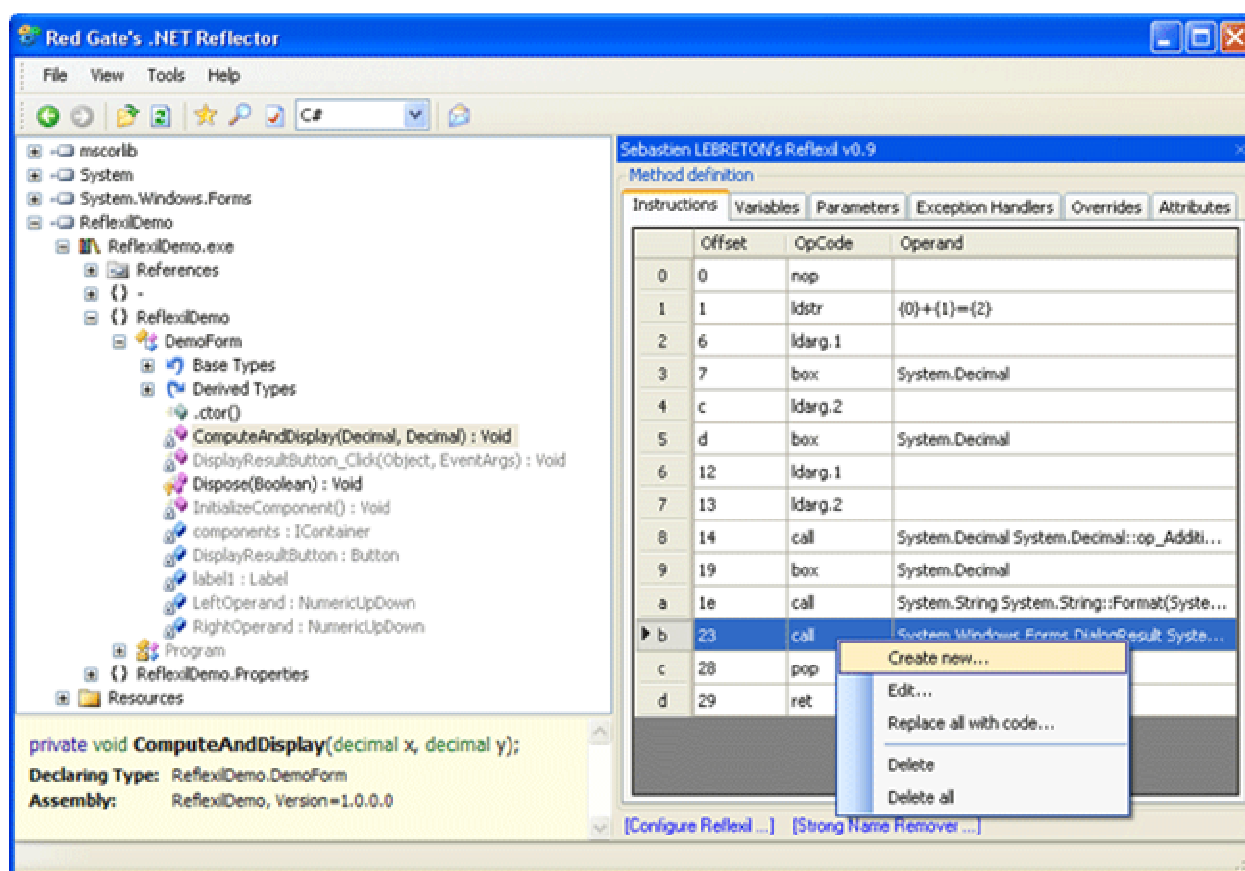 Red Gate's .NET Reflector
File View Tools Help
C#
mscorlib
System
System.Windows.Forms
ReflexilDemo
ReflexilDemo.exe
References
{} -
{} ReflexilDemo
DemoForm
Base Types
Derived Types
.ctor()
ComputeAndDisplay(Decimal, Decimal) : Void
DisplayResultButton_Click(Object, EventArgs) : Void
Dispose(Boolean) : Void
InitializeComponent() : Void
components : IContainer
DisplayResultButton : Button
label1 : Label
LeftOperand : NumericUpDown
RightOperand : NumericUpDown
Program
{} ReflexilDemo.Properties
Resources
private void ComputeAndDisplay(decimal x, decimal y);
Declaring Type: ReflexilDemo.DemoForm
Assembly: ReflexilDemo, Version=1.0.0.0
Sebastien LEBRETON's Reflexil v0.9
Method definition
Instructions Variables Parameters Exception Handlers Overrides Attributes
Offset OpCode Operand
0 0 nop
1 1 ldstr {0}+{1}={2}
2 6 ldarg.1
3 7 box System.Decimal
4 c ldarg.2
5 d box System.Decimal
6 12 ldarg.1
7 13 ldarg.2
8 14 call System.Decimal System.Decimal::op_Additi...
9 19 box System.Decimal
a 1e call System.String System.String::Format(Syste...
b 23 call System.Windows.Forms.DialogResult Syste...
c 28 pop
d 29 ret
Create new...
Edit...
Replace all with code...
Delete
Delete all
[Configure Reflexil ...] [Strong Name Remover ...]